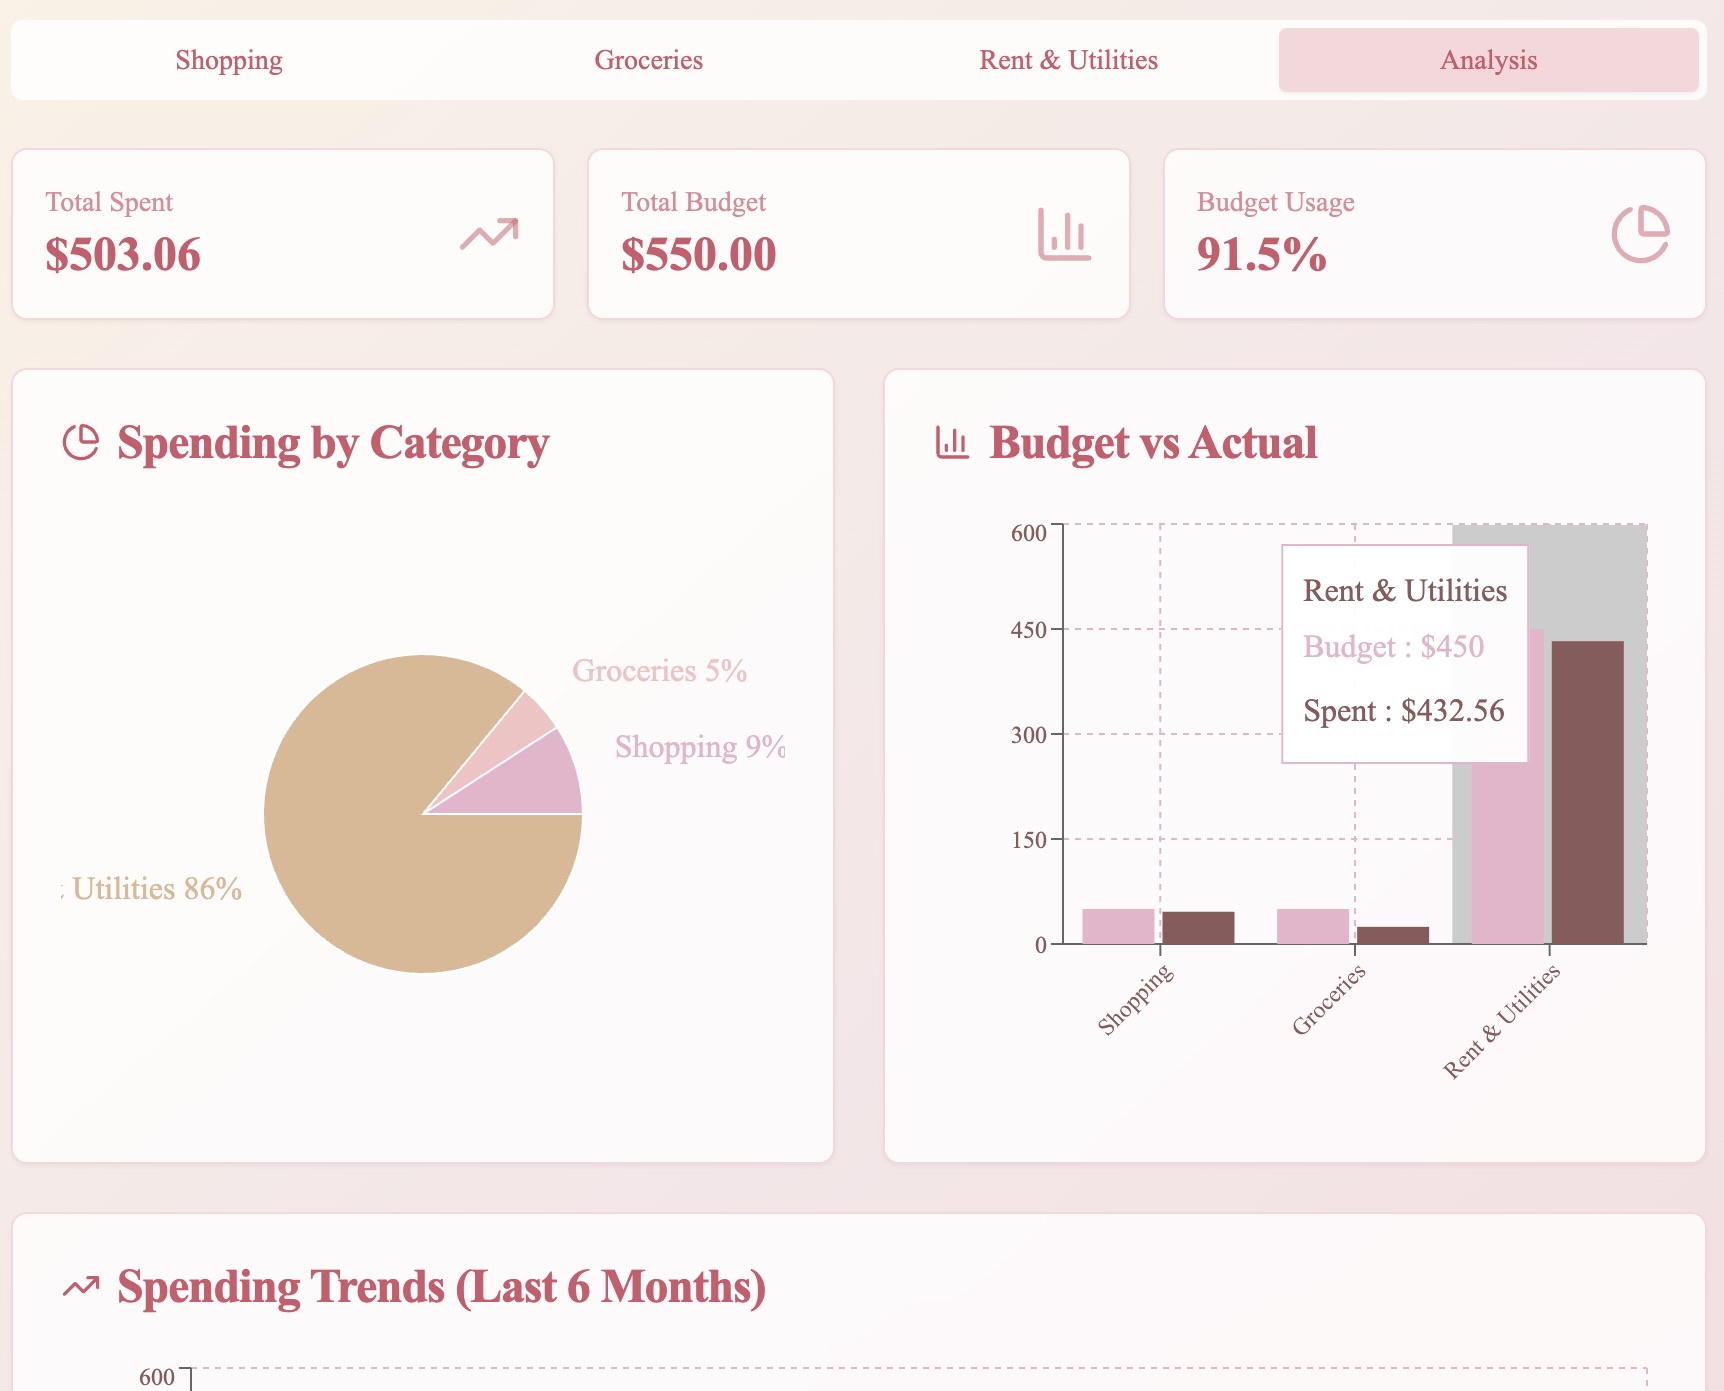 Shopping
Groceries
Rent & Utilities
Analysis
Total Spent
$503.06
Total Budget
$550.00
Budget Usage
91.5%
Spending by Category
Groceries 5%
Shopping 9%
Utilities 86%
Budget vs Actual
600
450
300
150
0
Rent & Utilities
Budget : $450
Spent : $432.56
Shopping
Groceries
Rent & Utilities
Spending Trends (Last 6 Months)
600